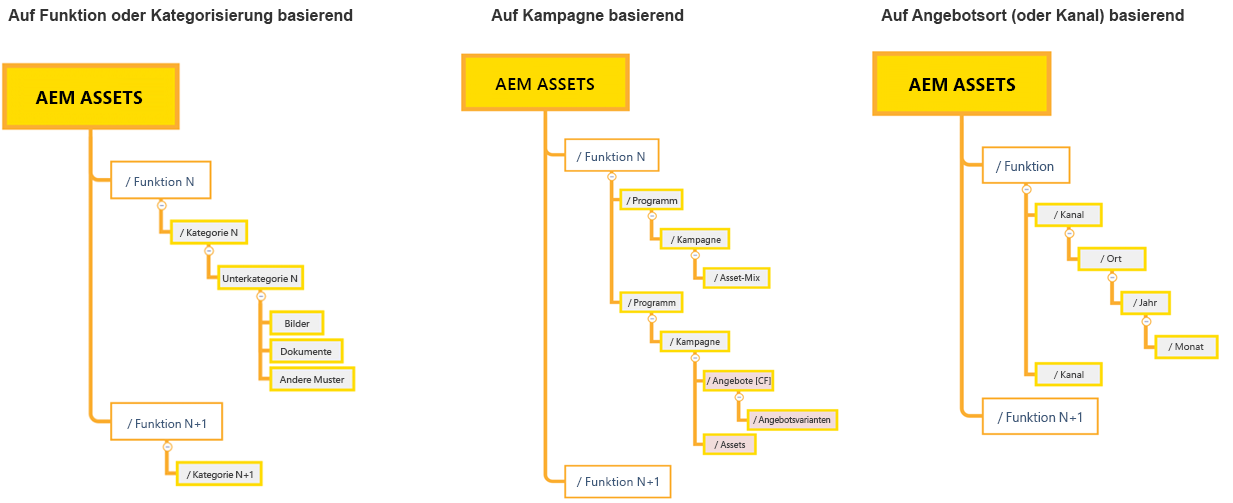 Auf Funktion oder Kategorisierung basierend
AEM ASSETS
/ Funktion N
/ Kategorie N
Unterkategorie N
Bilder
Dokumente
Andere Muster
/ Funktion N+1
/ Kategorie N+1
Auf Kampagne basierend
AEM ASSETS
/ Funktion N
/ Programm
/ Kampagne
/ Asset-Mix
/ Programm
/ Kampagne
/ Angebote [CF]
/ Angebotsvarianten
/ Assets
/ Funktion N+1
Auf Angebotsort (oder Kanal) basierend
AEM ASSETS
/ Funktion
/ Kanal
/ Ort
/ Jahr
/ Monat
/ Kanal
/ Funktion N+1